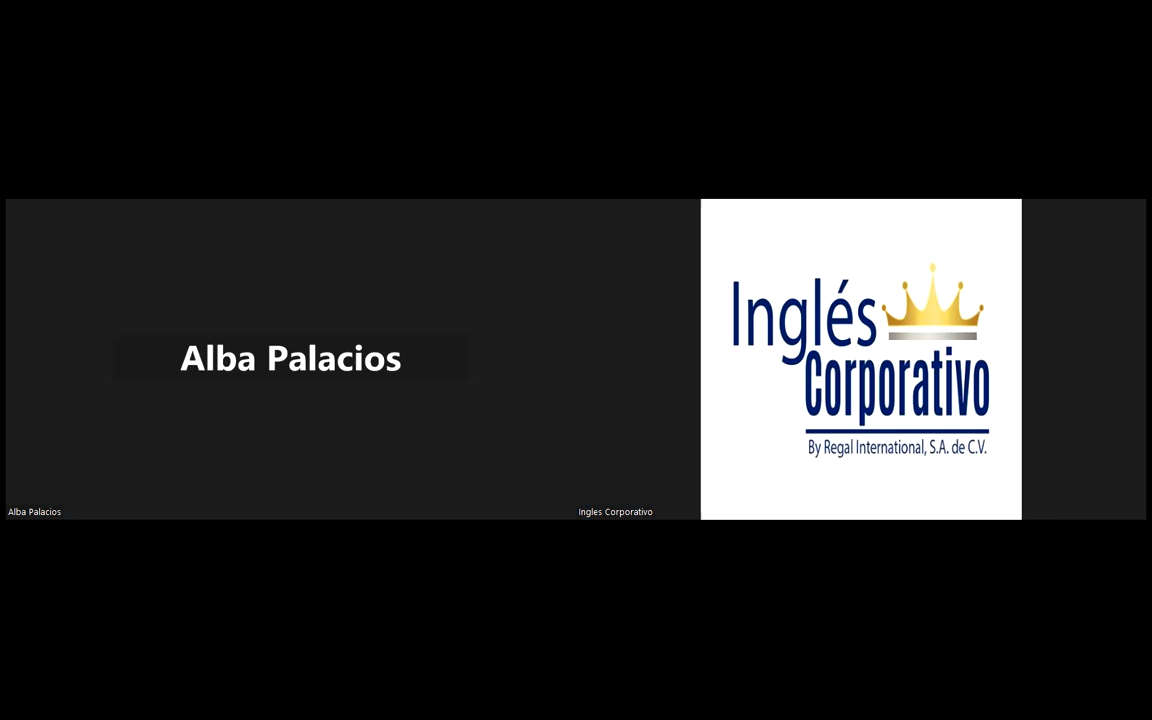 Alba Palacios
Inglés
Corporativo
By Regal International, S.A. de C.V.
Alba Palacios
Ingles Corporativo